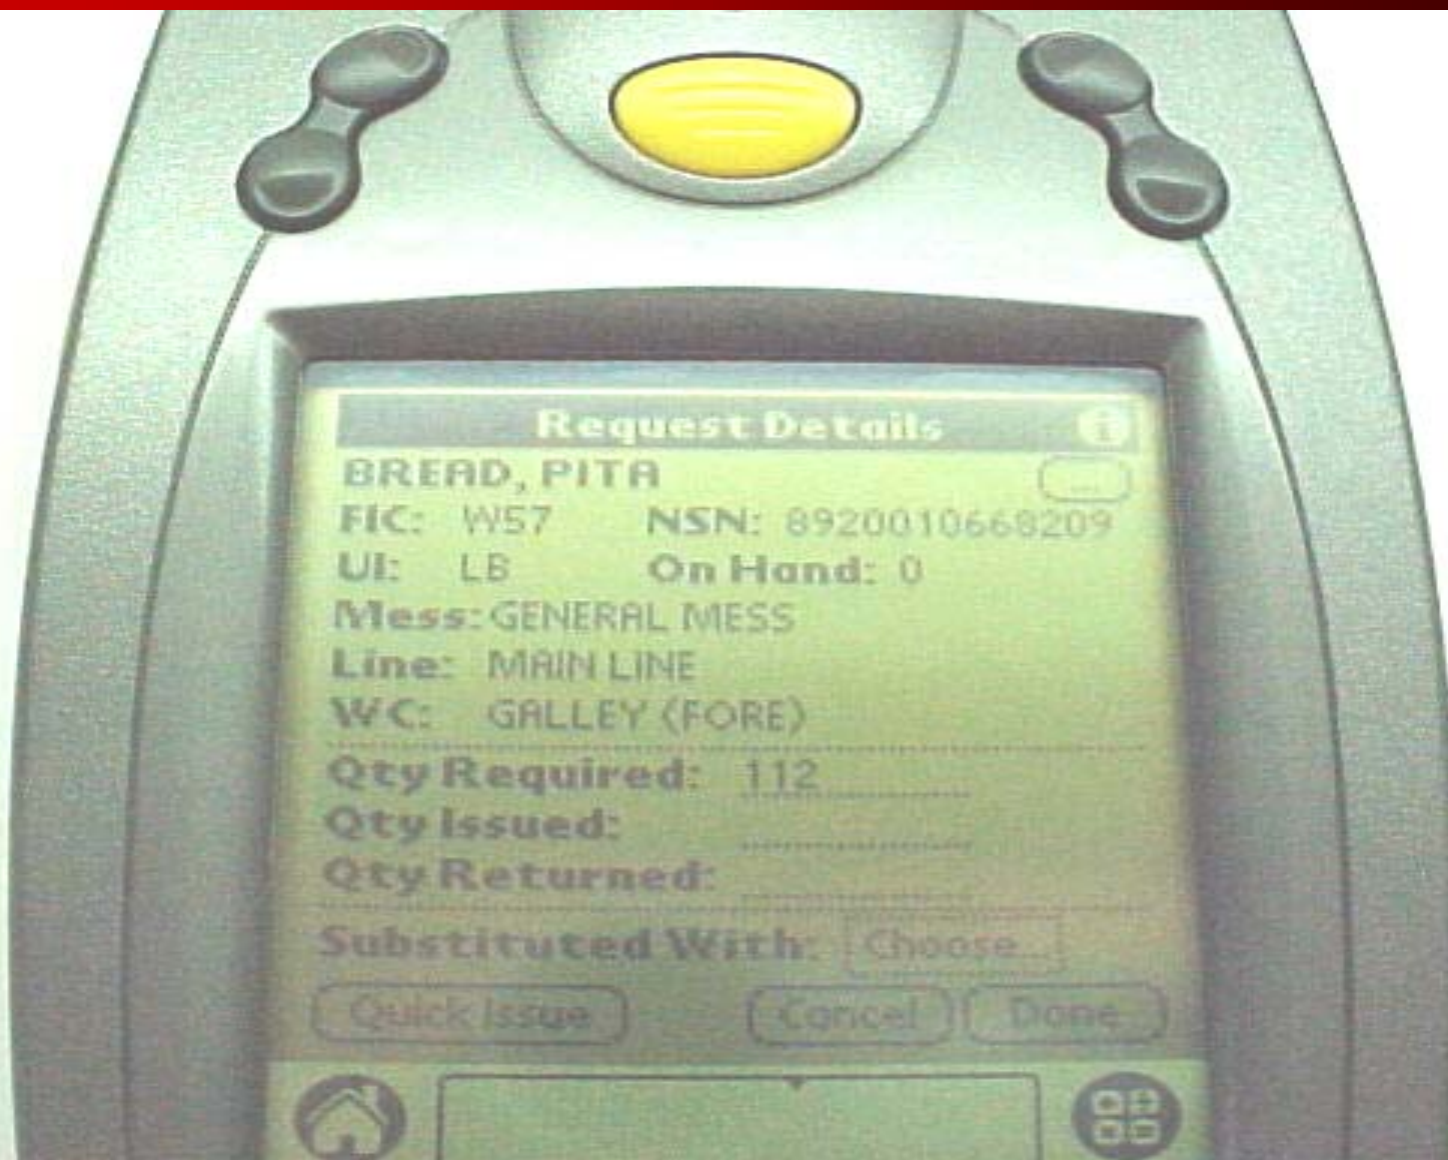 Request Details
BREAD, PITA ...
FIC: W57 NSN: 8920010668209
UI: LB On Hand: 0
Mess: GENERAL MESS
Line: MAIN LINE
WC: GALLEY (FORE)
Qty Required: 112
Qty Issued:
Qty Returned:
Substituted With: Choose...
Quick Issue Cancel Done